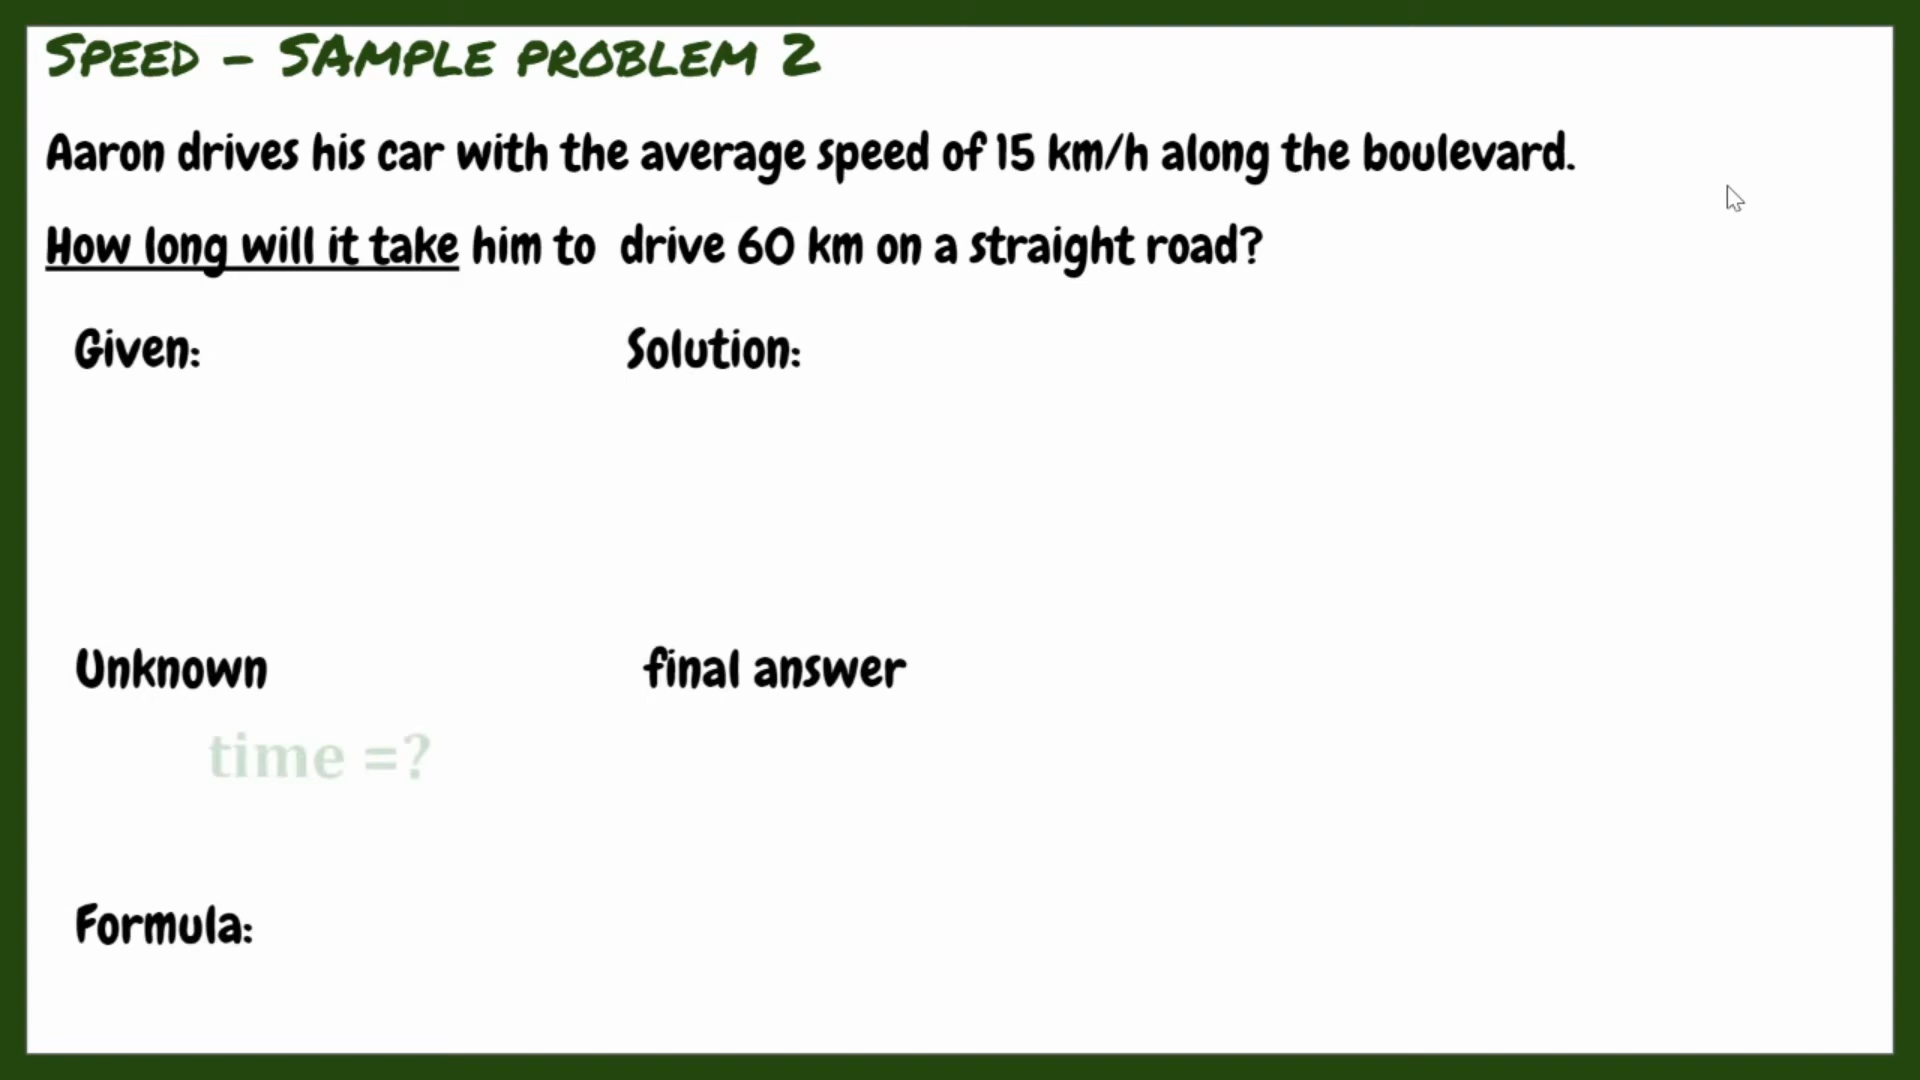 Speed - Sample problem 2
Aaron drives his car with the average speed of 15 km/h along the boulevard.
How long will it take him to drive 60 km on a straight road?
Given:
Solution:
Unknown
final answer
time =?
Formula: